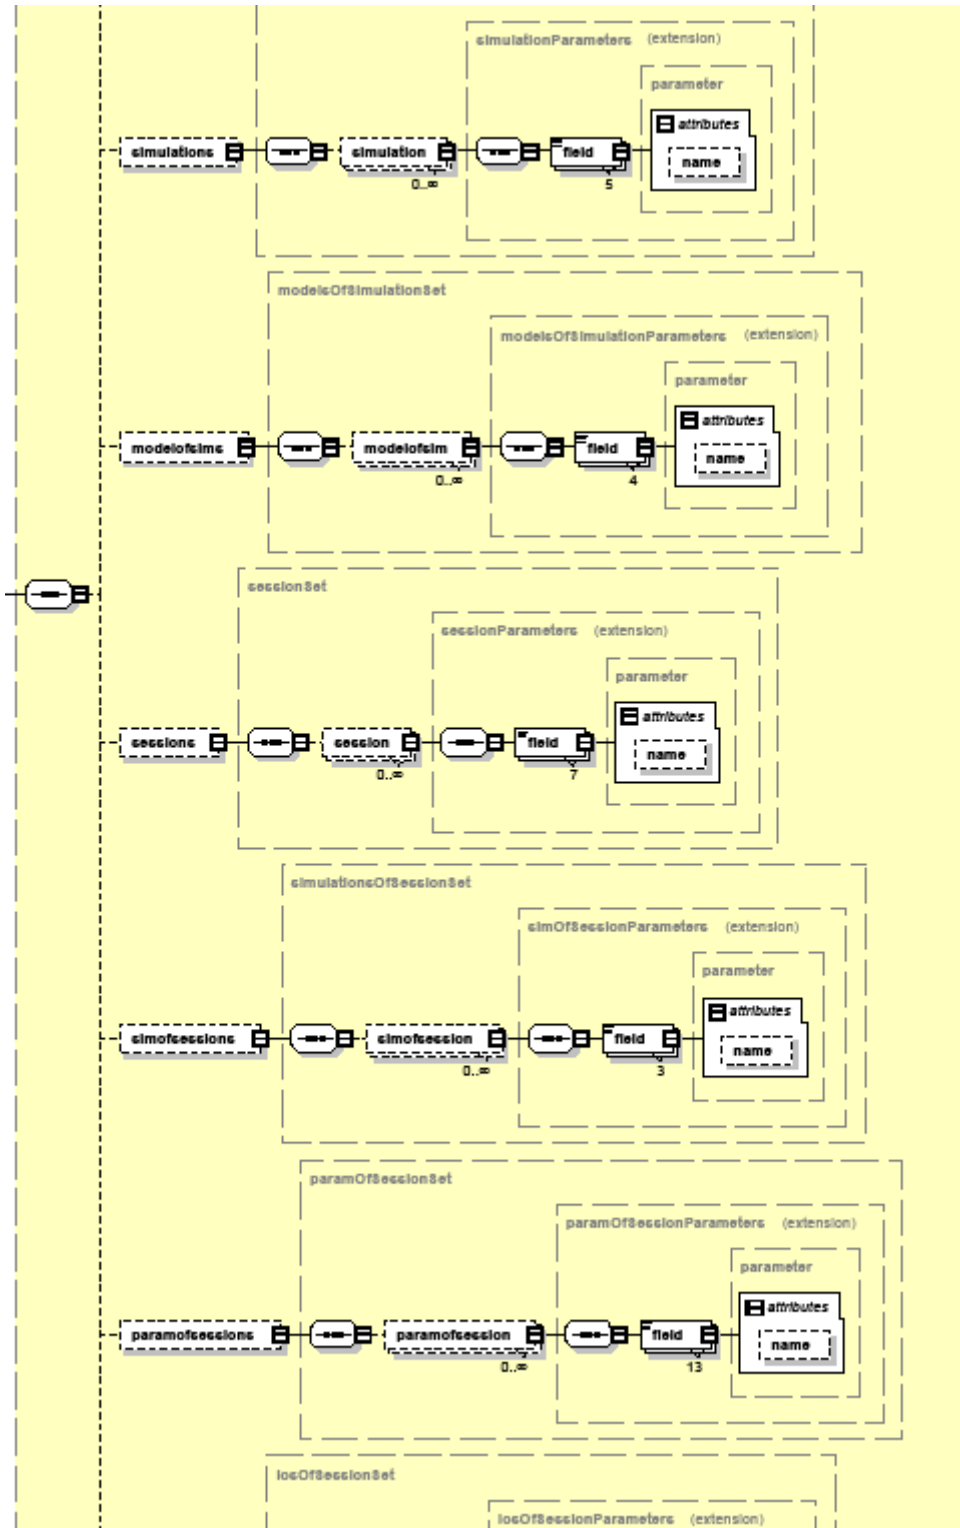 simulationParameters (extension)
parameter
attributes
simulations
simulation
field
name
0..∞
5
modelsOfSimulationSet
modelsOfSimulationParameters (extension)
parameter
attributes
modelofsims
modelofsim
field
name
0..∞
4
sessionSet
sessionParameters (extension)
parameter
attributes
sessions
session
field
name
0..∞
7
simulationsOfSessionSet
simOfSessionParameters (extension)
parameter
attributes
simofsessions
simofsession
field
name
0..∞
3
paramOfSessionSet
paramOfSessionParameters (extension)
parameter
attributes
paramofsessions
paramofsession
field
name
0..∞
13
losOfSessionSet
losOfSessionParameters (extension)